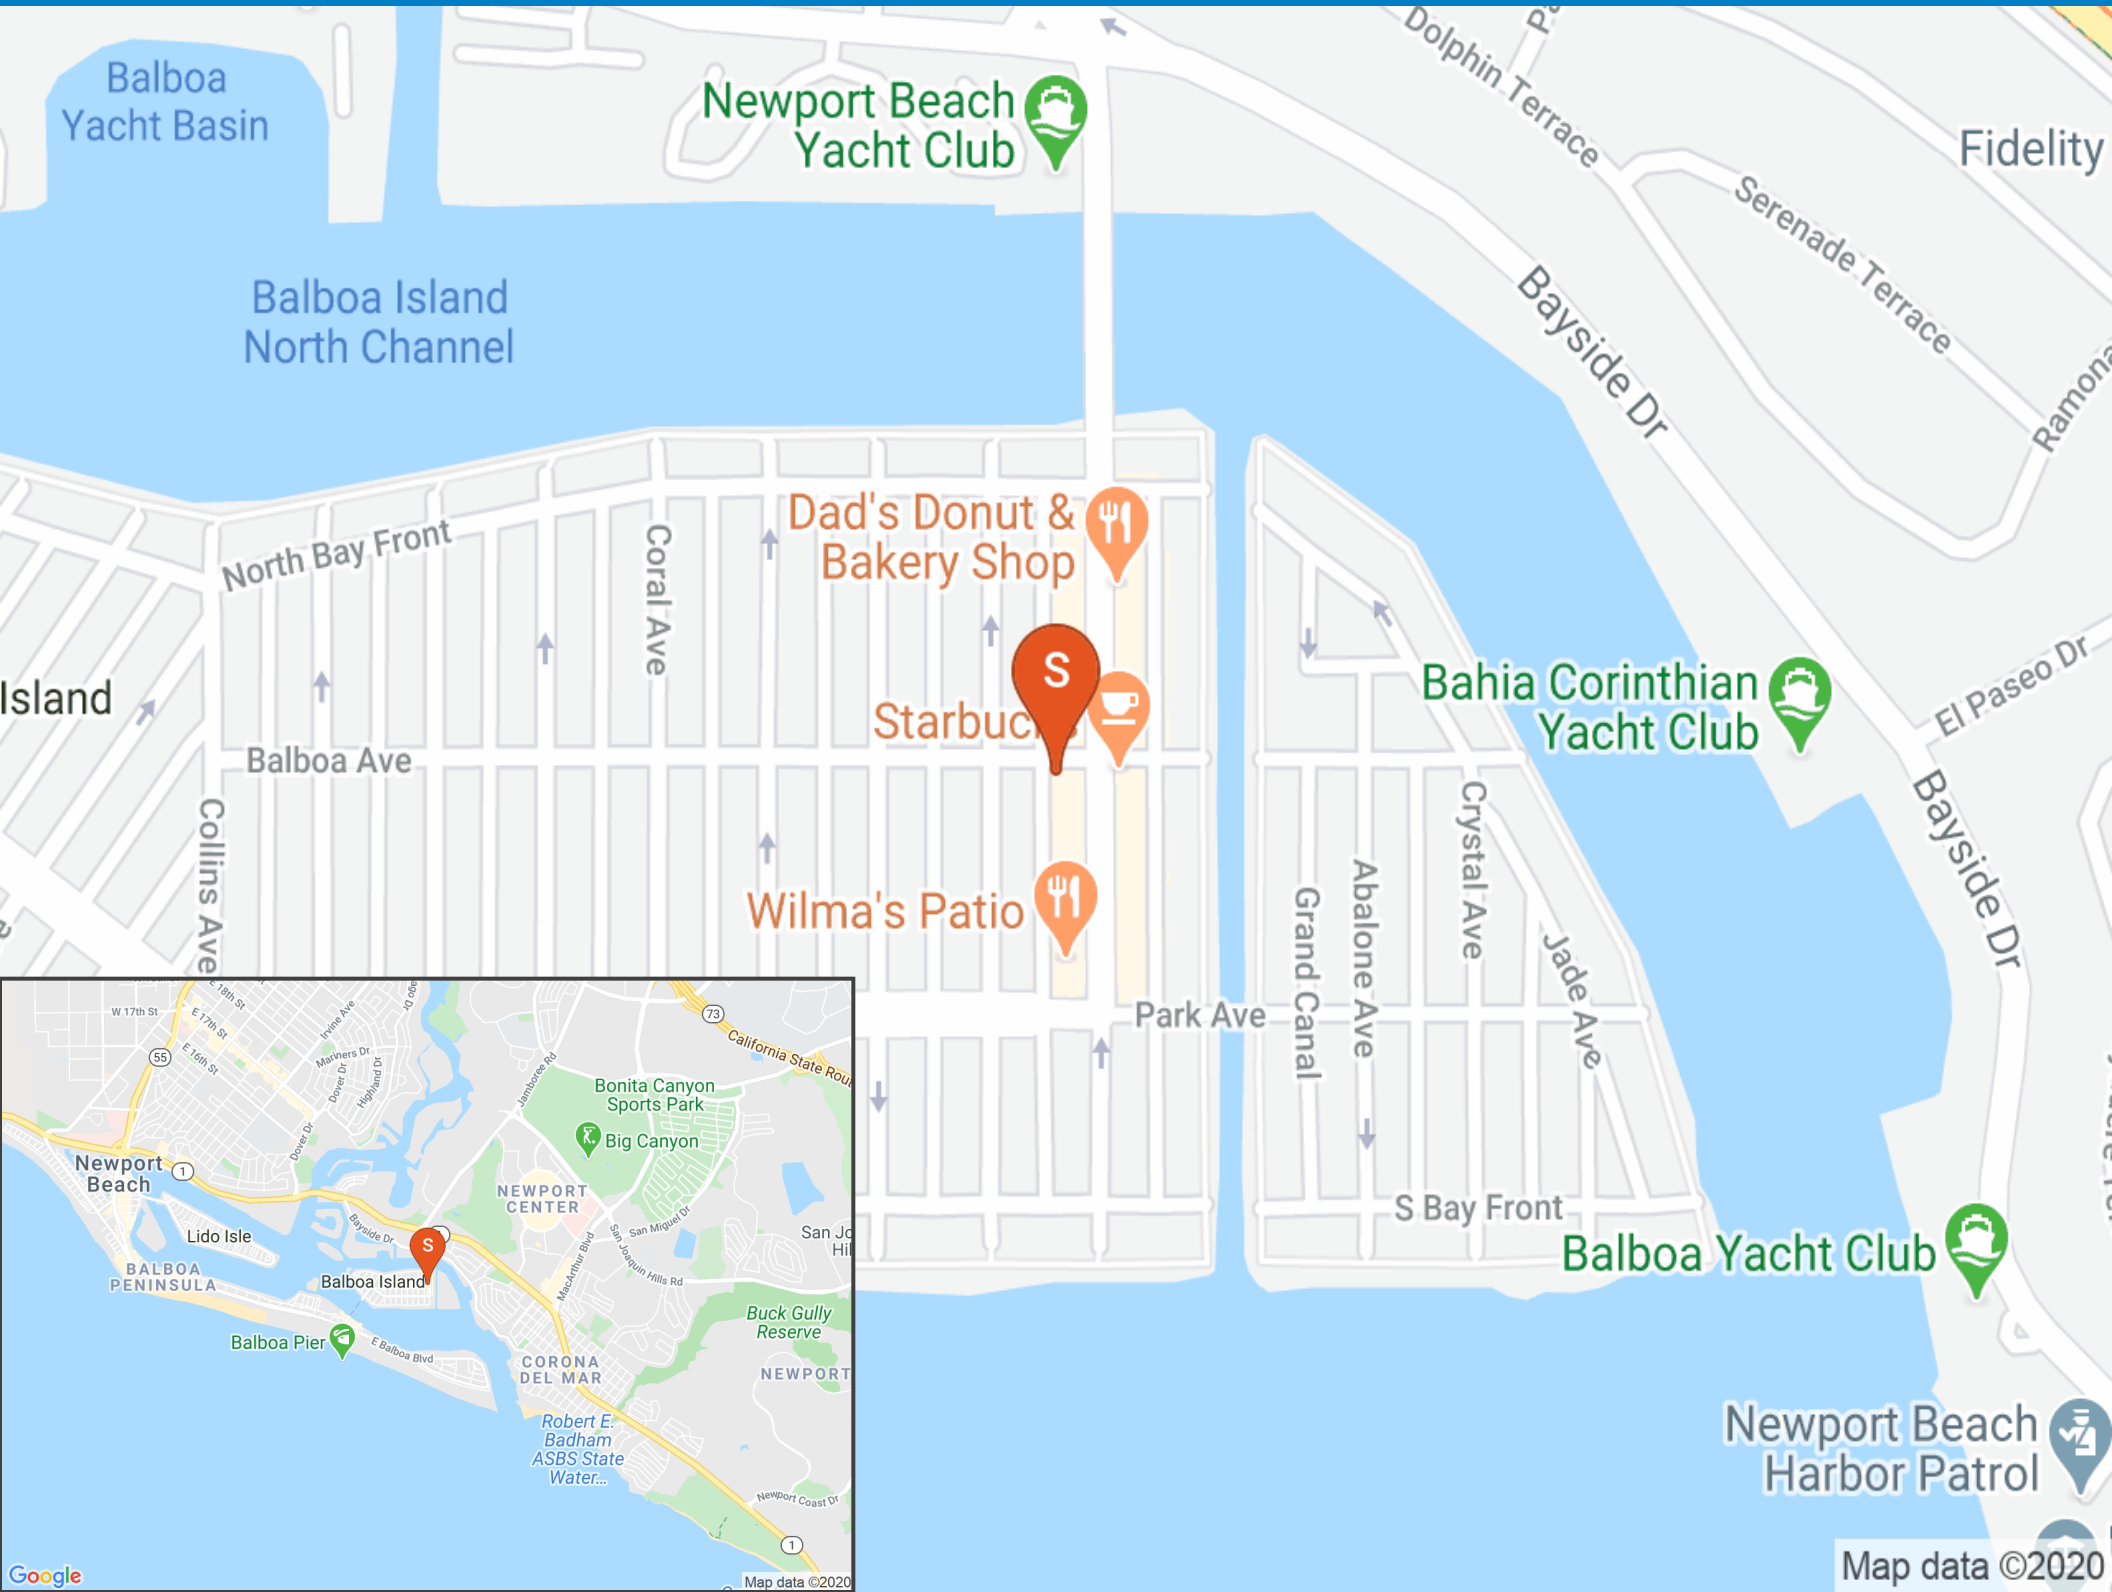 Balboa
Yacht Basin
Newport Beach
Yacht Club
Dolphin Terrace
Fidelity
Serenade Terrace
Balboa Island
North Channel
Bayside Dr
Ramona
North Bay Front
Coral Ave
Dad's Donut &
Bakery Shop
S
Island
Bahia Corinthian
Yacht Club
El Paseo Dr
Balboa Ave
Collins Ave
Crystal Ave
Bayside Dr
Wilma's Patio
Grand Canal
Abalone Ave
Jade Ave
Park Ave
S Bay Front
Balboa Yacht Club
Newport Beach
Harbor Patrol
Map data ©2020
E 18th St
W 17th St
E 17th St
E 16th St
Irvine Ave
Mariners Dr
Dover Dr
Highland Dr
Dover Dr
55
73
California State Rou
Jamboree Rd
Bonita Canyon
Sports Park
Big Canyon
Newport
Beach
1
NEWPORT
CENTER
San Miguel Dr
San Joaquin Hills Rd
MacArthur Blvd
San Jo
Hil
Lido Isle
Bayside Dr
S
BALBOA
PENINSULA
Balboa Island
Balboa Pier
E Balboa Blvd
Buck Gully
Reserve
CORONA
DEL MAR
NEWPORT
Robert E.
Badham
ASBS State
Water...
Newport Coast Dr
1
Google
Map data ©2020